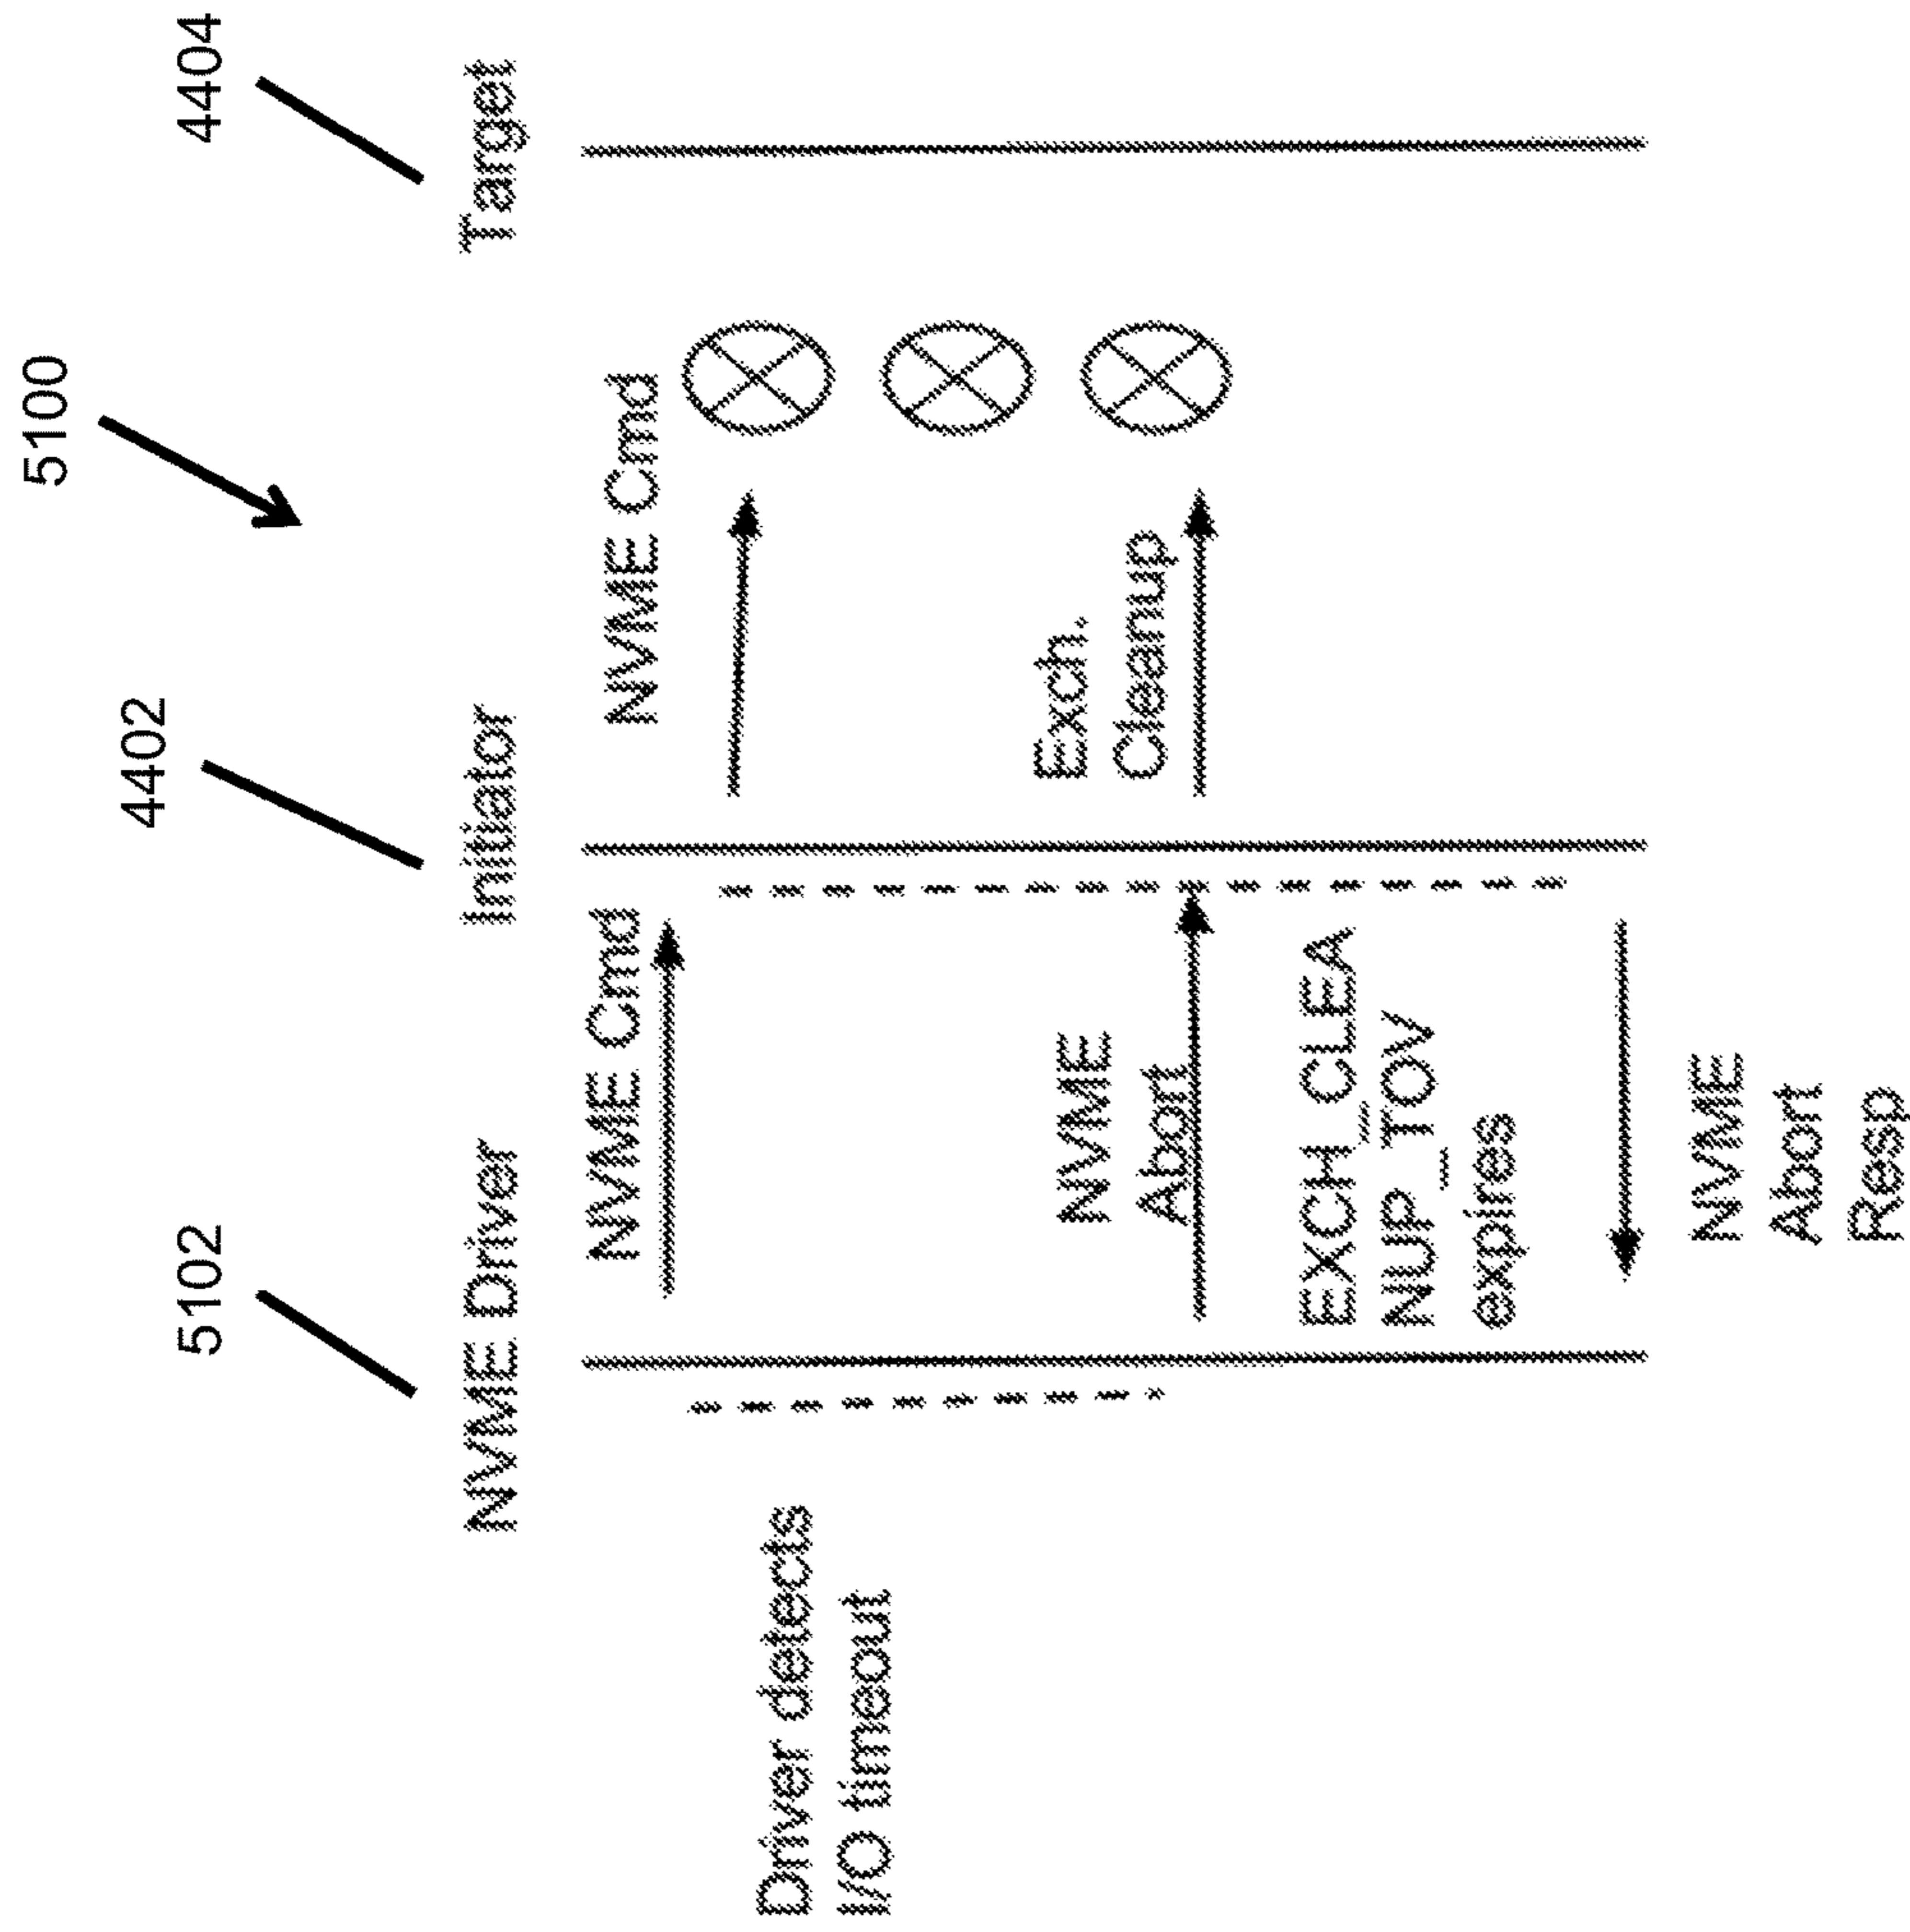 5100
5102
4402
4404
NVME Driver
Initiator
Target
NVME Cmd
NVME Cmd
Driver detects
I/O timeout
NVME
Abort
Exch.
Cleanup
EXCH_CLEA
NUP_TOV
expires
NVME
Abort
Resp